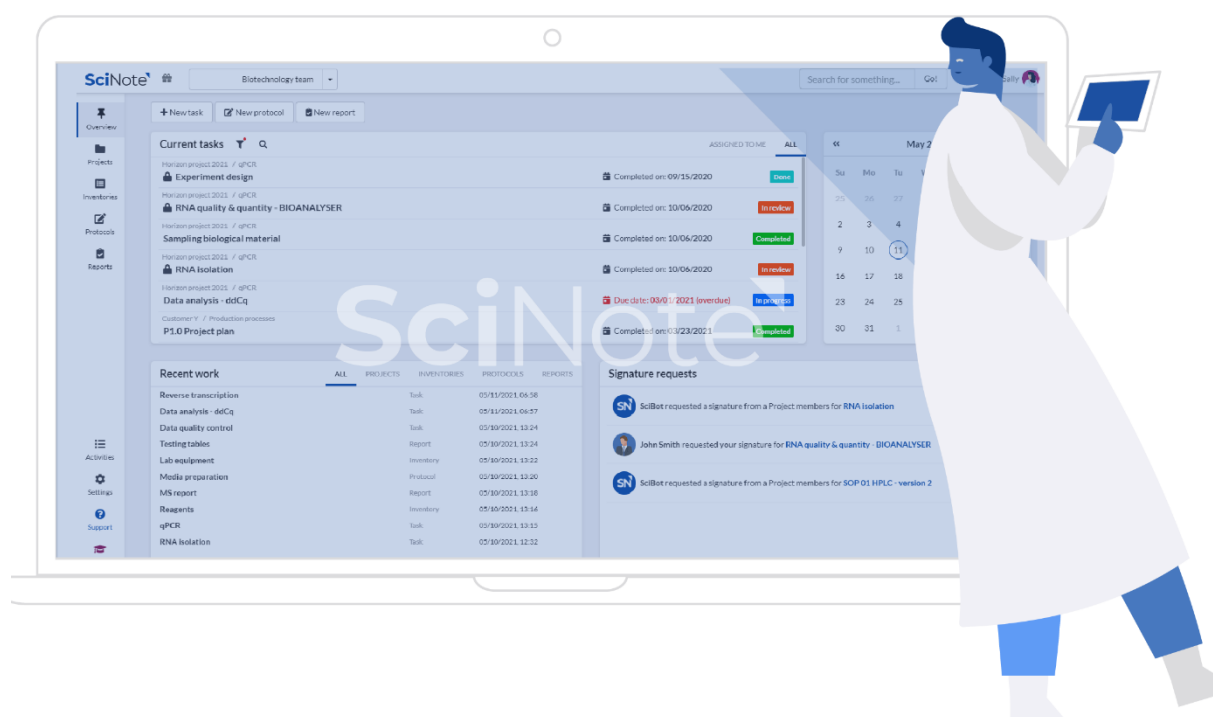 SciNote
Biotechnology team
Search for something... Go!
Overview
Projects
Inventories
Protocols
Reports
Activities
Settings
Support
+ New task New protocol New report
Current tasks ASSIGNED TO ME ALL
Horizon project 2021 / qPCR
Experiment design Completed on: 09/15/2020 Done
Horizon project 2021 / qPCR
RNA quality & quantity - BIOANALYSER Completed on: 10/06/2020 In review
Horizon project 2021 / qPCR
Sampling biological material Completed on: 10/06/2020 Completed
Horizon project 2021 / qPCR
RNA isolation Completed on: 10/06/2020 In review
Horizon project 2021 / qPCR
Data analysis - ddCq Due date: 03/01/2021 (overdue) In progress
Customer Y / Production processes
P1.0 Project plan Completed on: 03/23/2021 Completed
« May 2
Su Mo Tu
25 26 27
2 3 4
9 10 11
16 17 18
23 24 25
30 31 1
SciNote
Recent work ALL PROJECTS INVENTORIES PROTOCOLS REPORTS
Reverse transcription Task 05/11/2021, 06:58
Data analysis - ddCq Task 05/11/2021, 06:57
Data quality control Task 05/10/2021, 13:24
Testing tables Report 05/10/2021, 13:24
Lab equipment Inventory 05/10/2021, 13:22
Media preparation Protocol 05/10/2021, 13:20
MS report Report 05/10/2021, 13:18
Reagents Inventory 05/10/2021, 13:16
qPCR Task 05/10/2021, 13:15
RNA isolation Task 05/10/2021, 12:32
Signature requests
SN SciBot requested a signature from a Project members for RNA isolation
John Smith requested your signature for RNA quality & quantity - BIOANALYSER
SN SciBot requested a signature from a Project members for SOP 01 HPLC - version 2